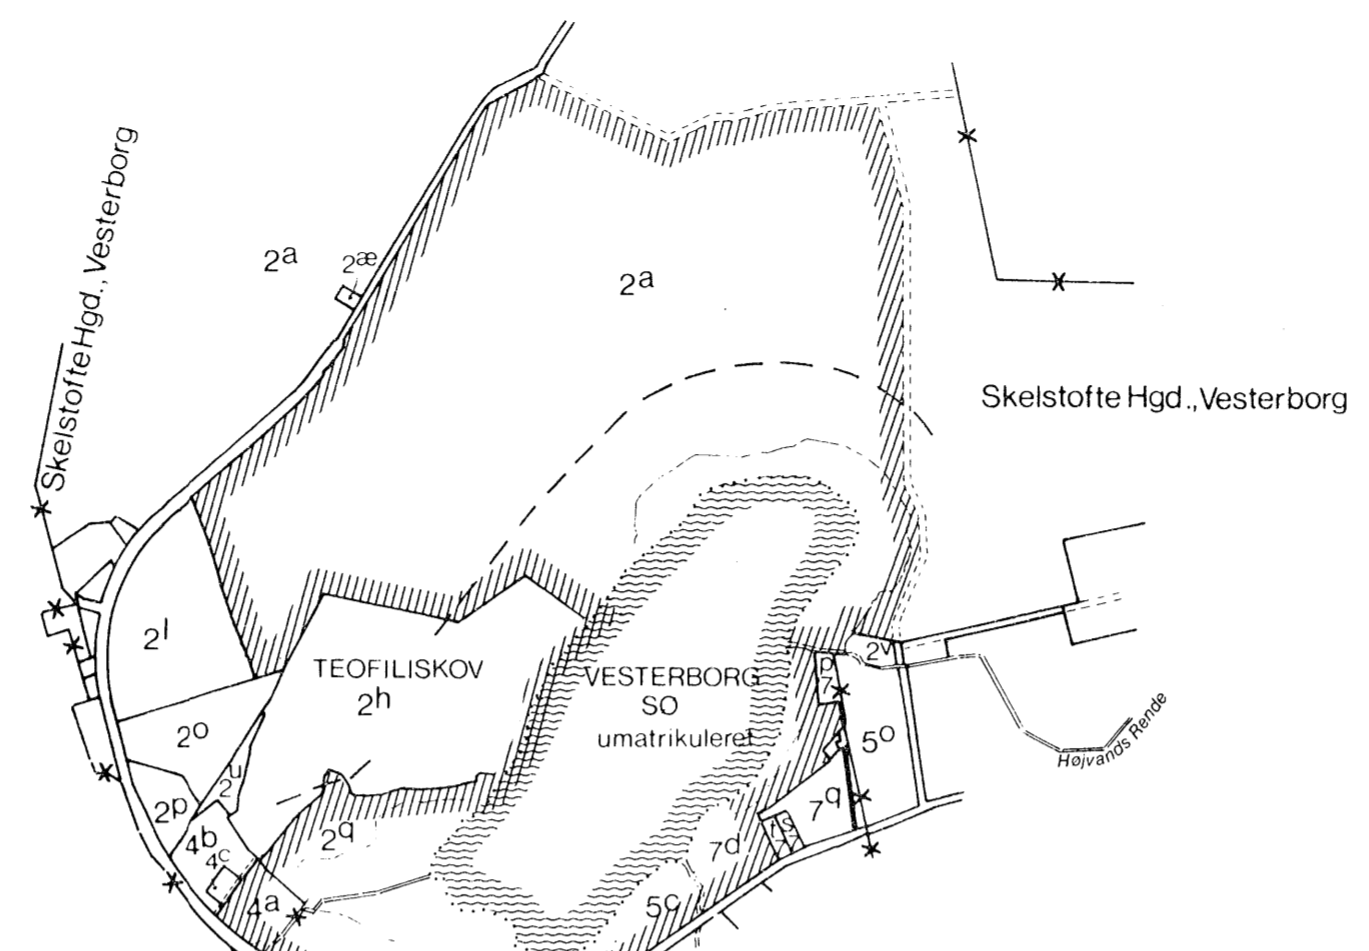 Skelstofte Hgd., Vesterborg
2a
2æ
2a
Skelstofte Hgd., Vesterborg
2l
TEOFILISKOV
2h
VESTERBORG
SO
umatrikuleret
2v
p
7
2o
5o
Højvands Rende
2u
2p
7q
4b
2q
7d
4c
4a
5c